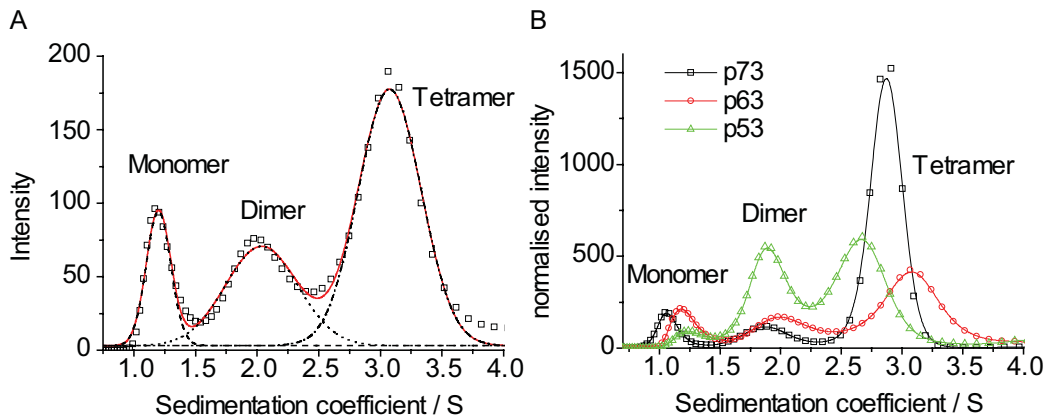 A
200
150
100
50
0
Intensity
Monomer
Dimer
Tetramer
1.0 1.5 2.0 2.5 3.0 3.5 4.0
Sedimentation coefficient / S
B
1500
1000
500
0
normalised intensity
p73
p63
p53
Monomer
Dimer
Tetramer
1.0 1.5 2.0 2.5 3.0 3.5 4.0
Sedimentation coefficient / S